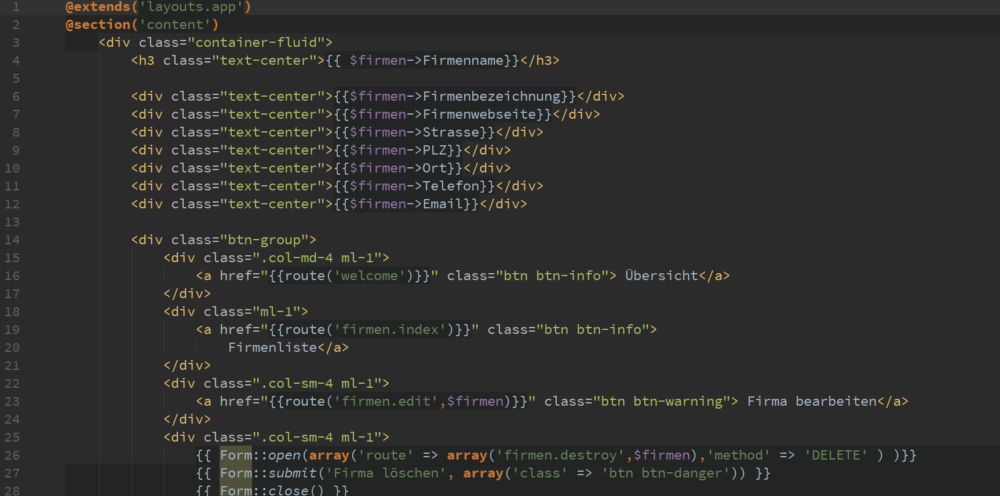 1 @extends('layouts.app')
2 @section('content')
3 <div class="container-fluid">
4 <h3 class="text-center">{{ $firmen->Firmenname}}</h3>
5
6 <div class="text-center">{{$firmen->Firmenbezeichnung}}</div>
7 <div class="text-center">{{$firmen->Firmenwebseite}}</div>
8 <div class="text-center">{{$firmen->Strasse}}</div>
9 <div class="text-center">{{$firmen->PLZ}}</div>
10 <div class="text-center">{{$firmen->Ort}}</div>
11 <div class="text-center">{{$firmen->Telefon}}</div>
12 <div class="text-center">{{$firmen->Email}}</div>
13
14 <div class="btn-group">
15 <div class=".col-md-4 ml-1">
16 <a href="{{route('welcome')}}" class="btn btn-info"> Übersicht</a>
17 </div>
18 <div class="ml-1">
19 <a href="{{route('firmen.index')}}" class="btn btn-info">
20 Firmenliste</a>
21 </div>
22 <div class=".col-sm-4 ml-1">
23 <a href="{{route('firmen.edit',$firmen)}}" class="btn btn-warning"> Firma bearbeiten</a>
24 </div>
25 <div class=".col-sm-4 ml-1">
26 {{ Form::open(array('route' => array('firmen.destroy',$firmen),'method' => 'DELETE' ) )}}
27 {{ Form::submit('Firma löschen', array('class' => 'btn btn-danger')) }}
28 {{ Form::close() }}